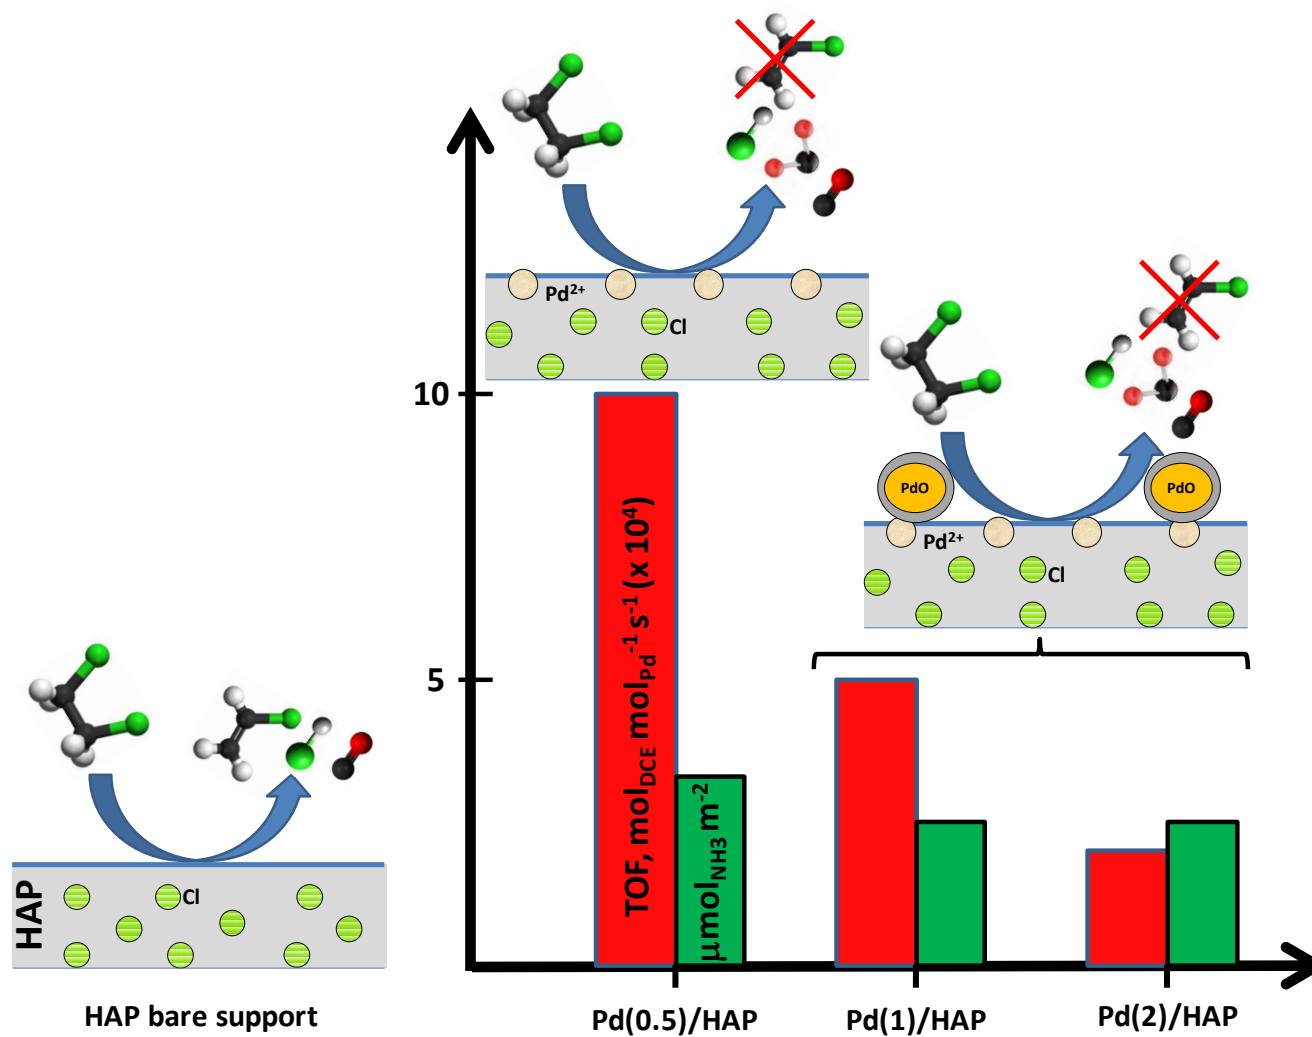 Pd²⁺
Cl
10
PdO
PdO
Pd²⁺
Cl
5
TOF, mol_DCE mol_Pd⁻¹ s⁻¹ (x 10⁴)
µmol_NH3 m⁻²
HAP
Cl
HAP bare support
Pd(0.5)/HAP
Pd(1)/HAP
Pd(2)/HAP